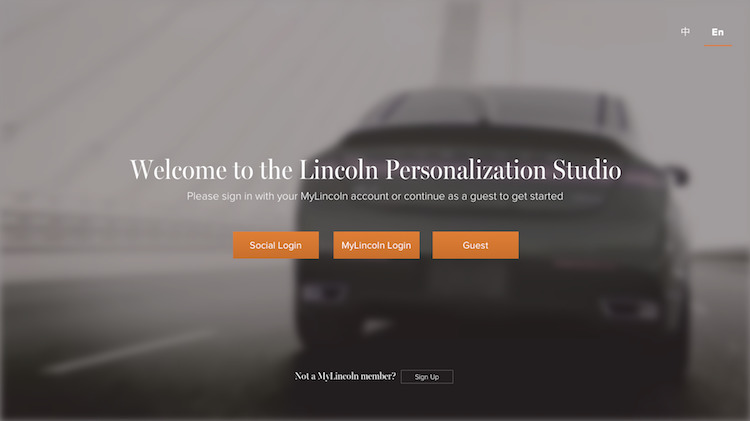 中 En
Welcome to the Lincoln Personalization Studio
Please sign in with your MyLincoln account or continue as a guest to get started
Social Login MyLincoln Login Guest
Not a MyLincoln member? Sign Up